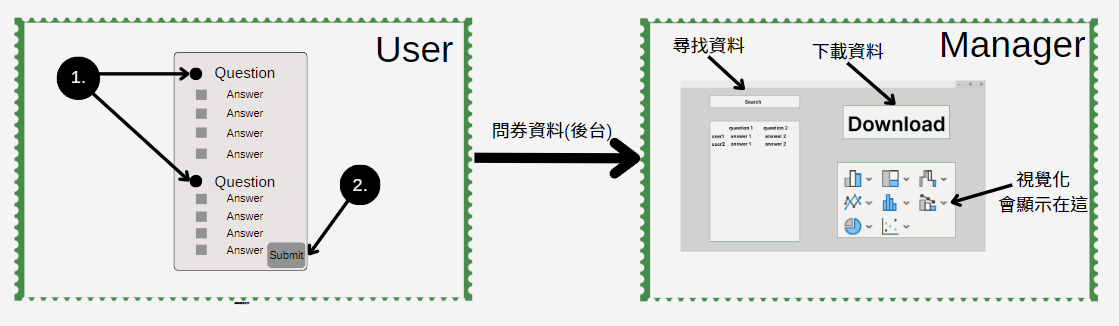 User
1.
Question
Answer
Answer
Answer
Answer
Question
Answer
Answer
Answer
Answer
Submit
2.
問券資料(後台)
Manager
尋找資料
下載資料
Search
question 1 question 2
user1 answer 1 answer 2
user2 answer 1 answer 2
Download
視覺化
會顯示在這